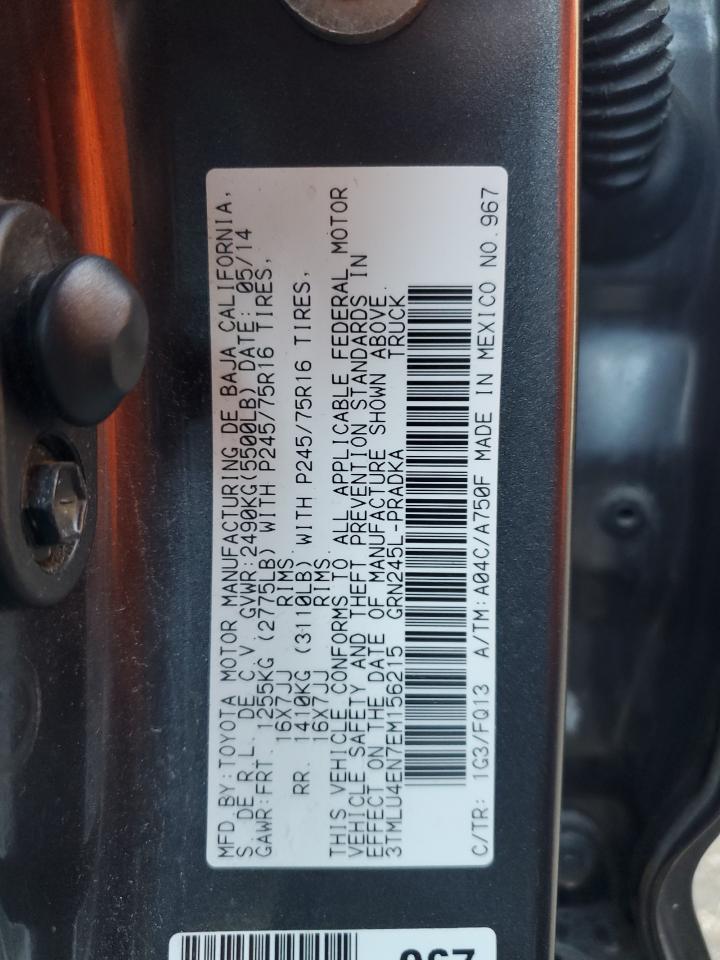 MFD.BY:TOYOTA MOTOR MANUFACTURING DE BAJA CALIFORNIA,
S. DE R.L. DE C.V. GVWR:2490KG(5500LB) DATE: 05/14
GAWR:FRT. 1255KG (2775LB) WITH P245/75R16 TIRES,
16X7JJ RIMS
RR. 1410KG (3110LB) WITH P245/75R16 TIRES,
16X7JJ RIMS
THIS VEHICLE CONFORMS TO ALL APPLICABLE FEDERAL MOTOR
VEHICLE SAFETY AND THEFT PREVENTION STANDARDS IN
EFFECT ON THE DATE OF MANUFACTURE SHOWN ABOVE.
3TMLU4EN7EM156215 GRN245L-PRADKA TRUCK
C/TR: 1G3/FQ13 A/TM:A04C/A750F MADE IN MEXICO NO.967